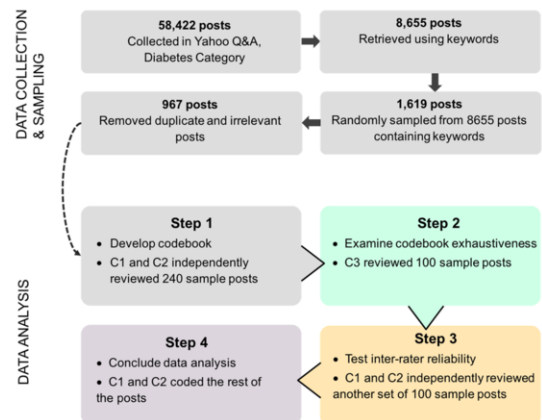 DATA COLLECTION
& SAMPLING
58,422 posts
Collected in Yahoo Q&A,
Diabetes Category
8,655 posts
Retrieved using keywords
967 posts
Removed duplicate and irrelevant
posts
1,619 posts
Randomly sampled from 8655 posts
containing keywords
DATA ANALYSIS
Step 1
• Develop codebook
• C1 and C2 independently
reviewed 240 sample posts
Step 2
• Examine codebook exhaustiveness
• C3 reviewed 100 sample posts
Step 4
• Conclude data analysis
• C1 and C2 coded the rest of
the posts
Step 3
• Test inter-rater reliability
• C1 and C2 independently reviewed
another set of 100 sample posts